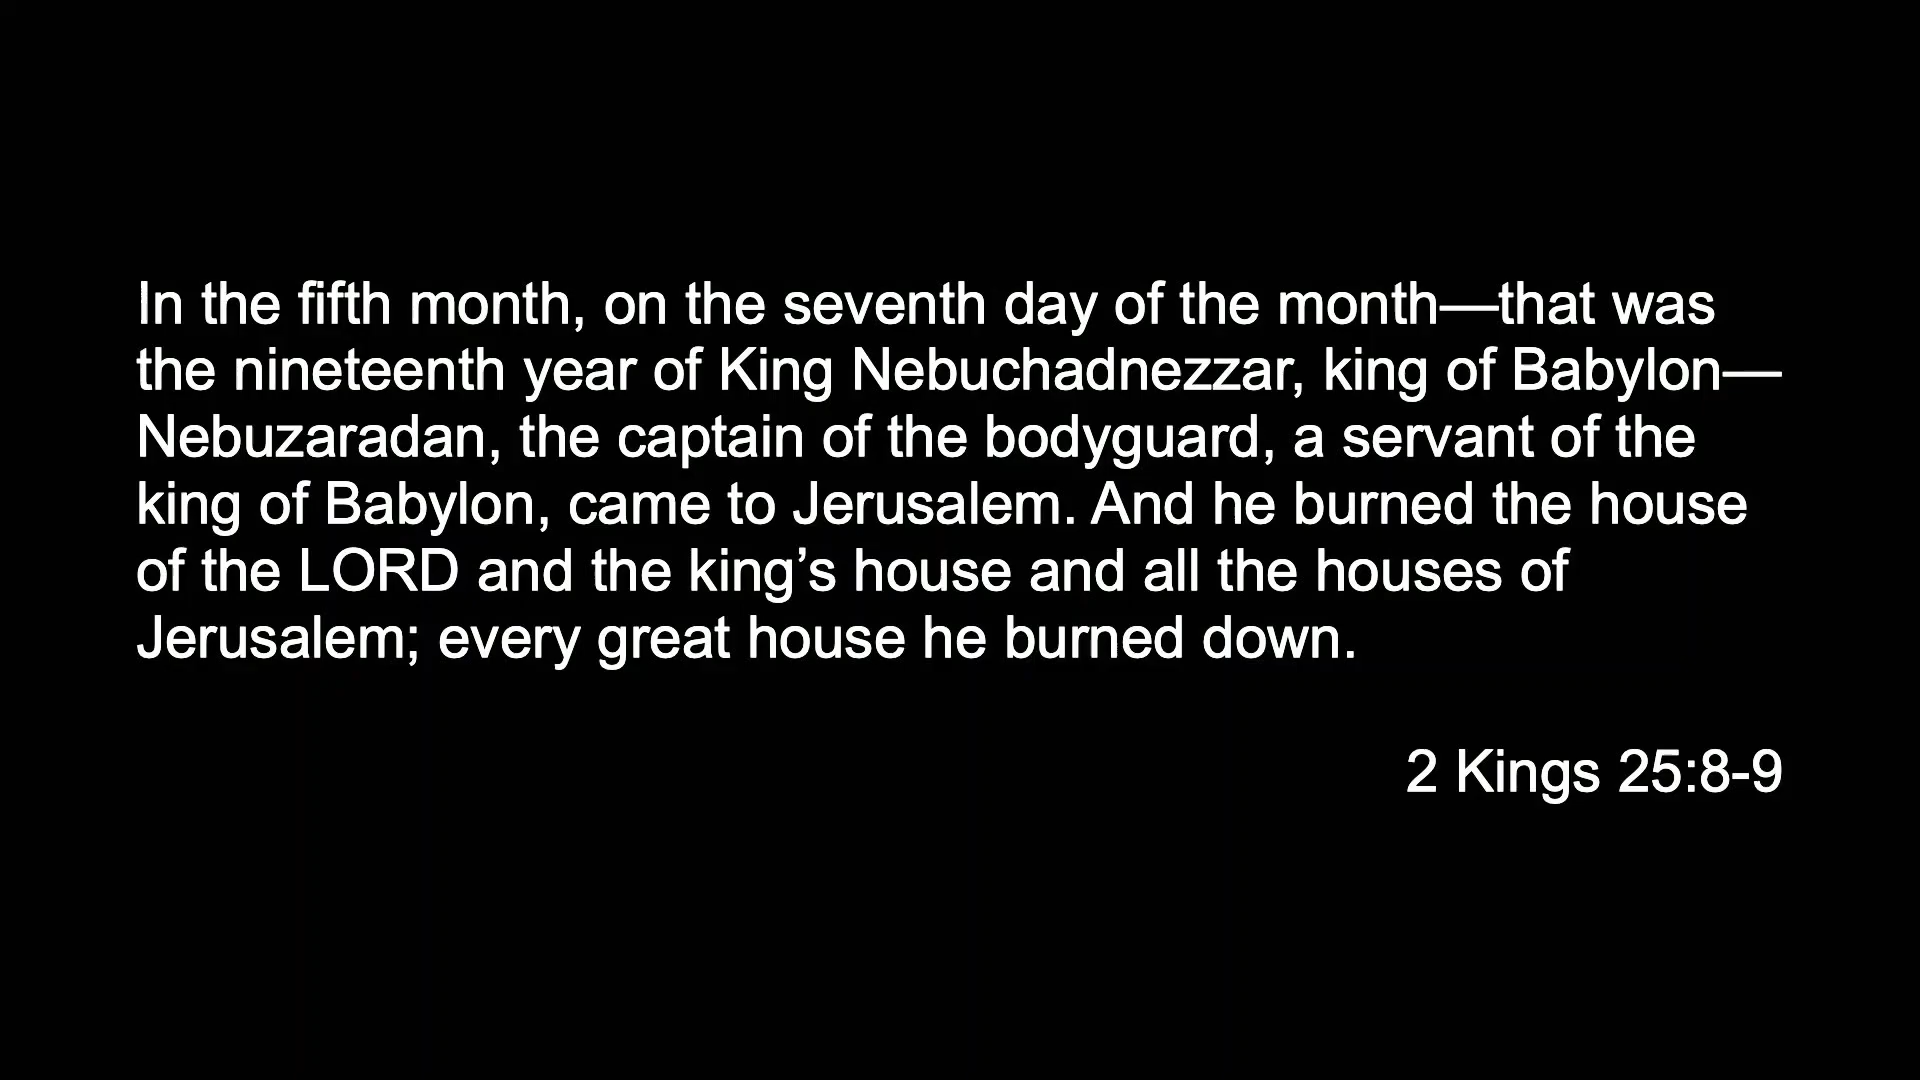 In the fifth month, on the seventh day of the month—that was
the nineteenth year of King Nebuchadnezzar, king of Babylon—
Nebuzaradan, the captain of the bodyguard, a servant of the
king of Babylon, came to Jerusalem. And he burned the house
of the LORD and the king’s house and all the houses of
Jerusalem; every great house he burned down.
2 Kings 25:8-9